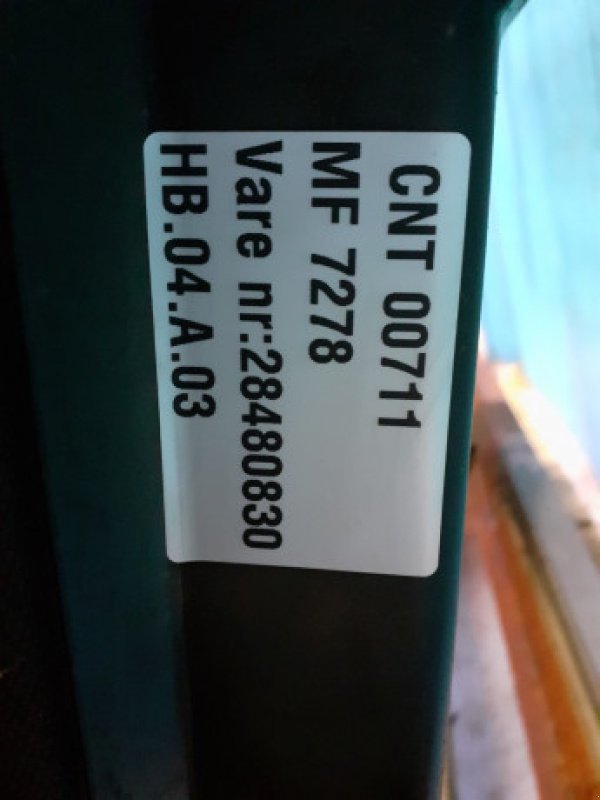 CNT 00711
MF 7278
Vare nr:28480830
HB.04.A.03